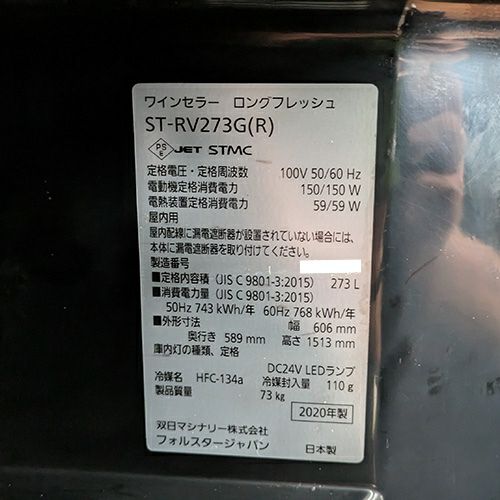 ワインセラー ロングフレッシュ
ST-RV273G(R)
PS E JET STMC
定格電圧・定格周波数 100V 50/60 Hz
電動機定格消費電力 150/150 W
電熱装置定格消費電力 59/59 W
屋内用
屋内配線に漏電遮断器が設置されていない場合には、
本体に漏電遮断器を取り付けてください。
製造番号
■定格内容積 (JIS C 9801-3:2015) 273 L
■消費電力量 (JIS C 9801-3:2015)
50Hz 743 kWh/年 60Hz 768 kWh/年
■外形寸法 幅 606 mm
奥行き 589 mm 高さ 1513 mm
庫内灯の種類、定格
DC24V LEDランプ
冷媒名 HFC-134a 冷媒封入量 110 g
製品質量 73 kg
2020年製
双日マシナリー株式会社
フォルスタージャパン 日本製